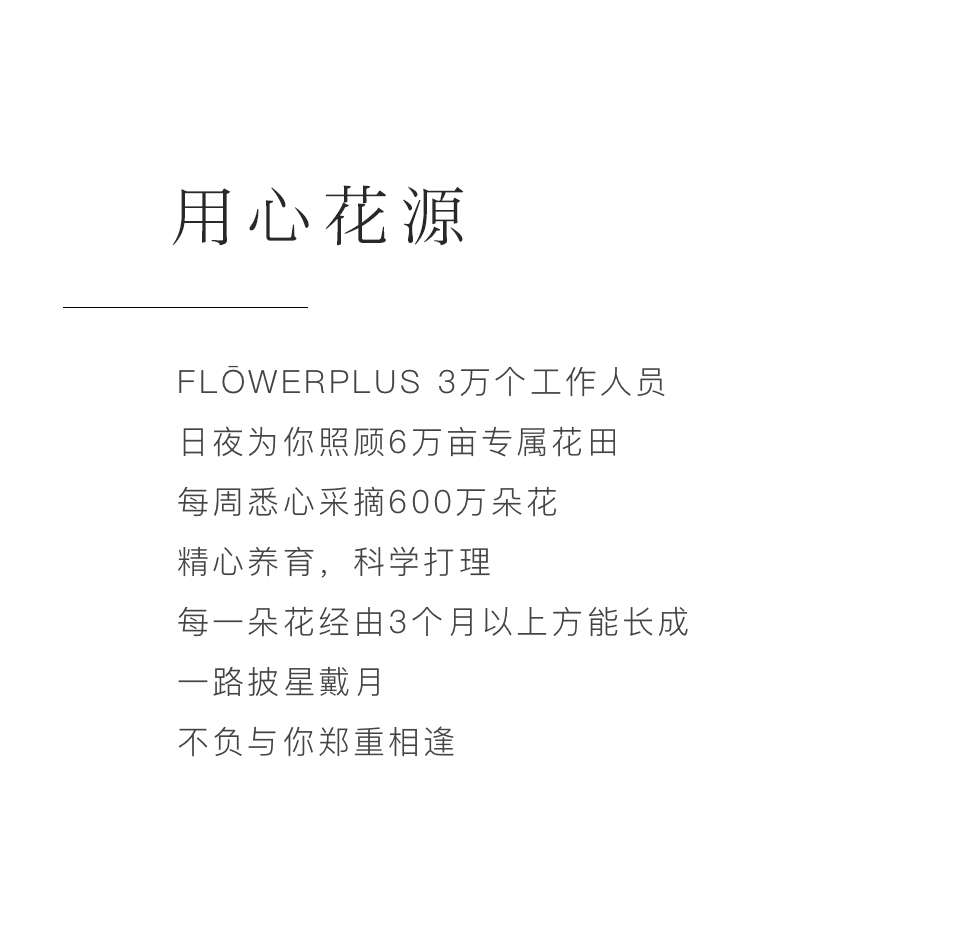 用心花源
FLŌWERPLUS 3万个工作人员
日夜为你照顾6万亩专属花田
每周悉心采摘600万朵花
精心养育，科学打理
每一朵花经由3个月以上方能长成
一路披星戴月
不负与你郑重相逢